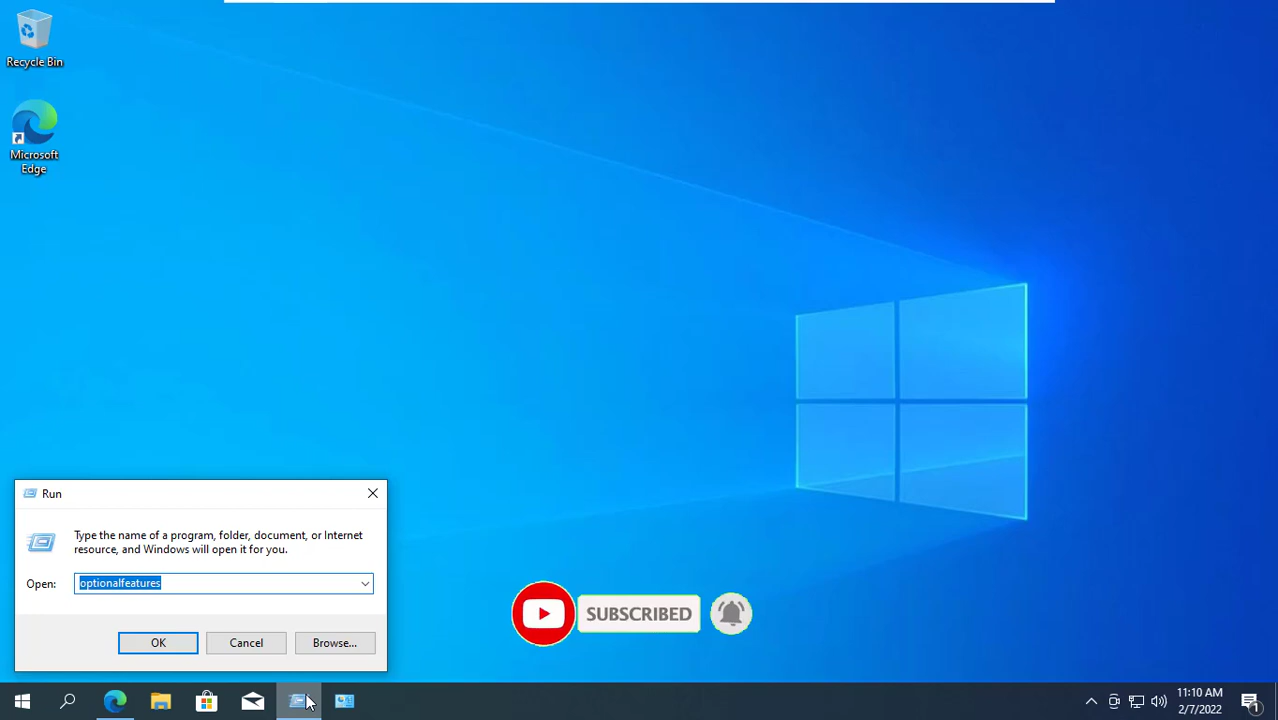 Recycle Bin
Microsoft
Edge
Run
Type the name of a program, folder, document, or Internet
resource, and Windows will open it for you.
Open:
optionalfeatures
OK
Cancel
Browse...
SUBSCRIBED
11:10 AM
2/7/2022
1